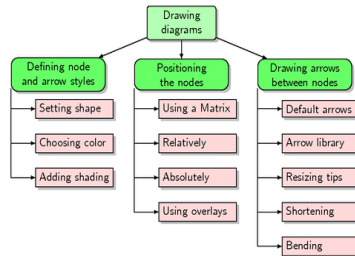 Drawing
diagrams
Defining node
and arrow styles
Setting shape
Choosing color
Adding shading
Positioning
the nodes
Using a Matrix
Relatively
Absolutely
Using overlays
Drawing arrows
between nodes
Default arrows
Arrow library
Resizing tips
Shortening
Bending